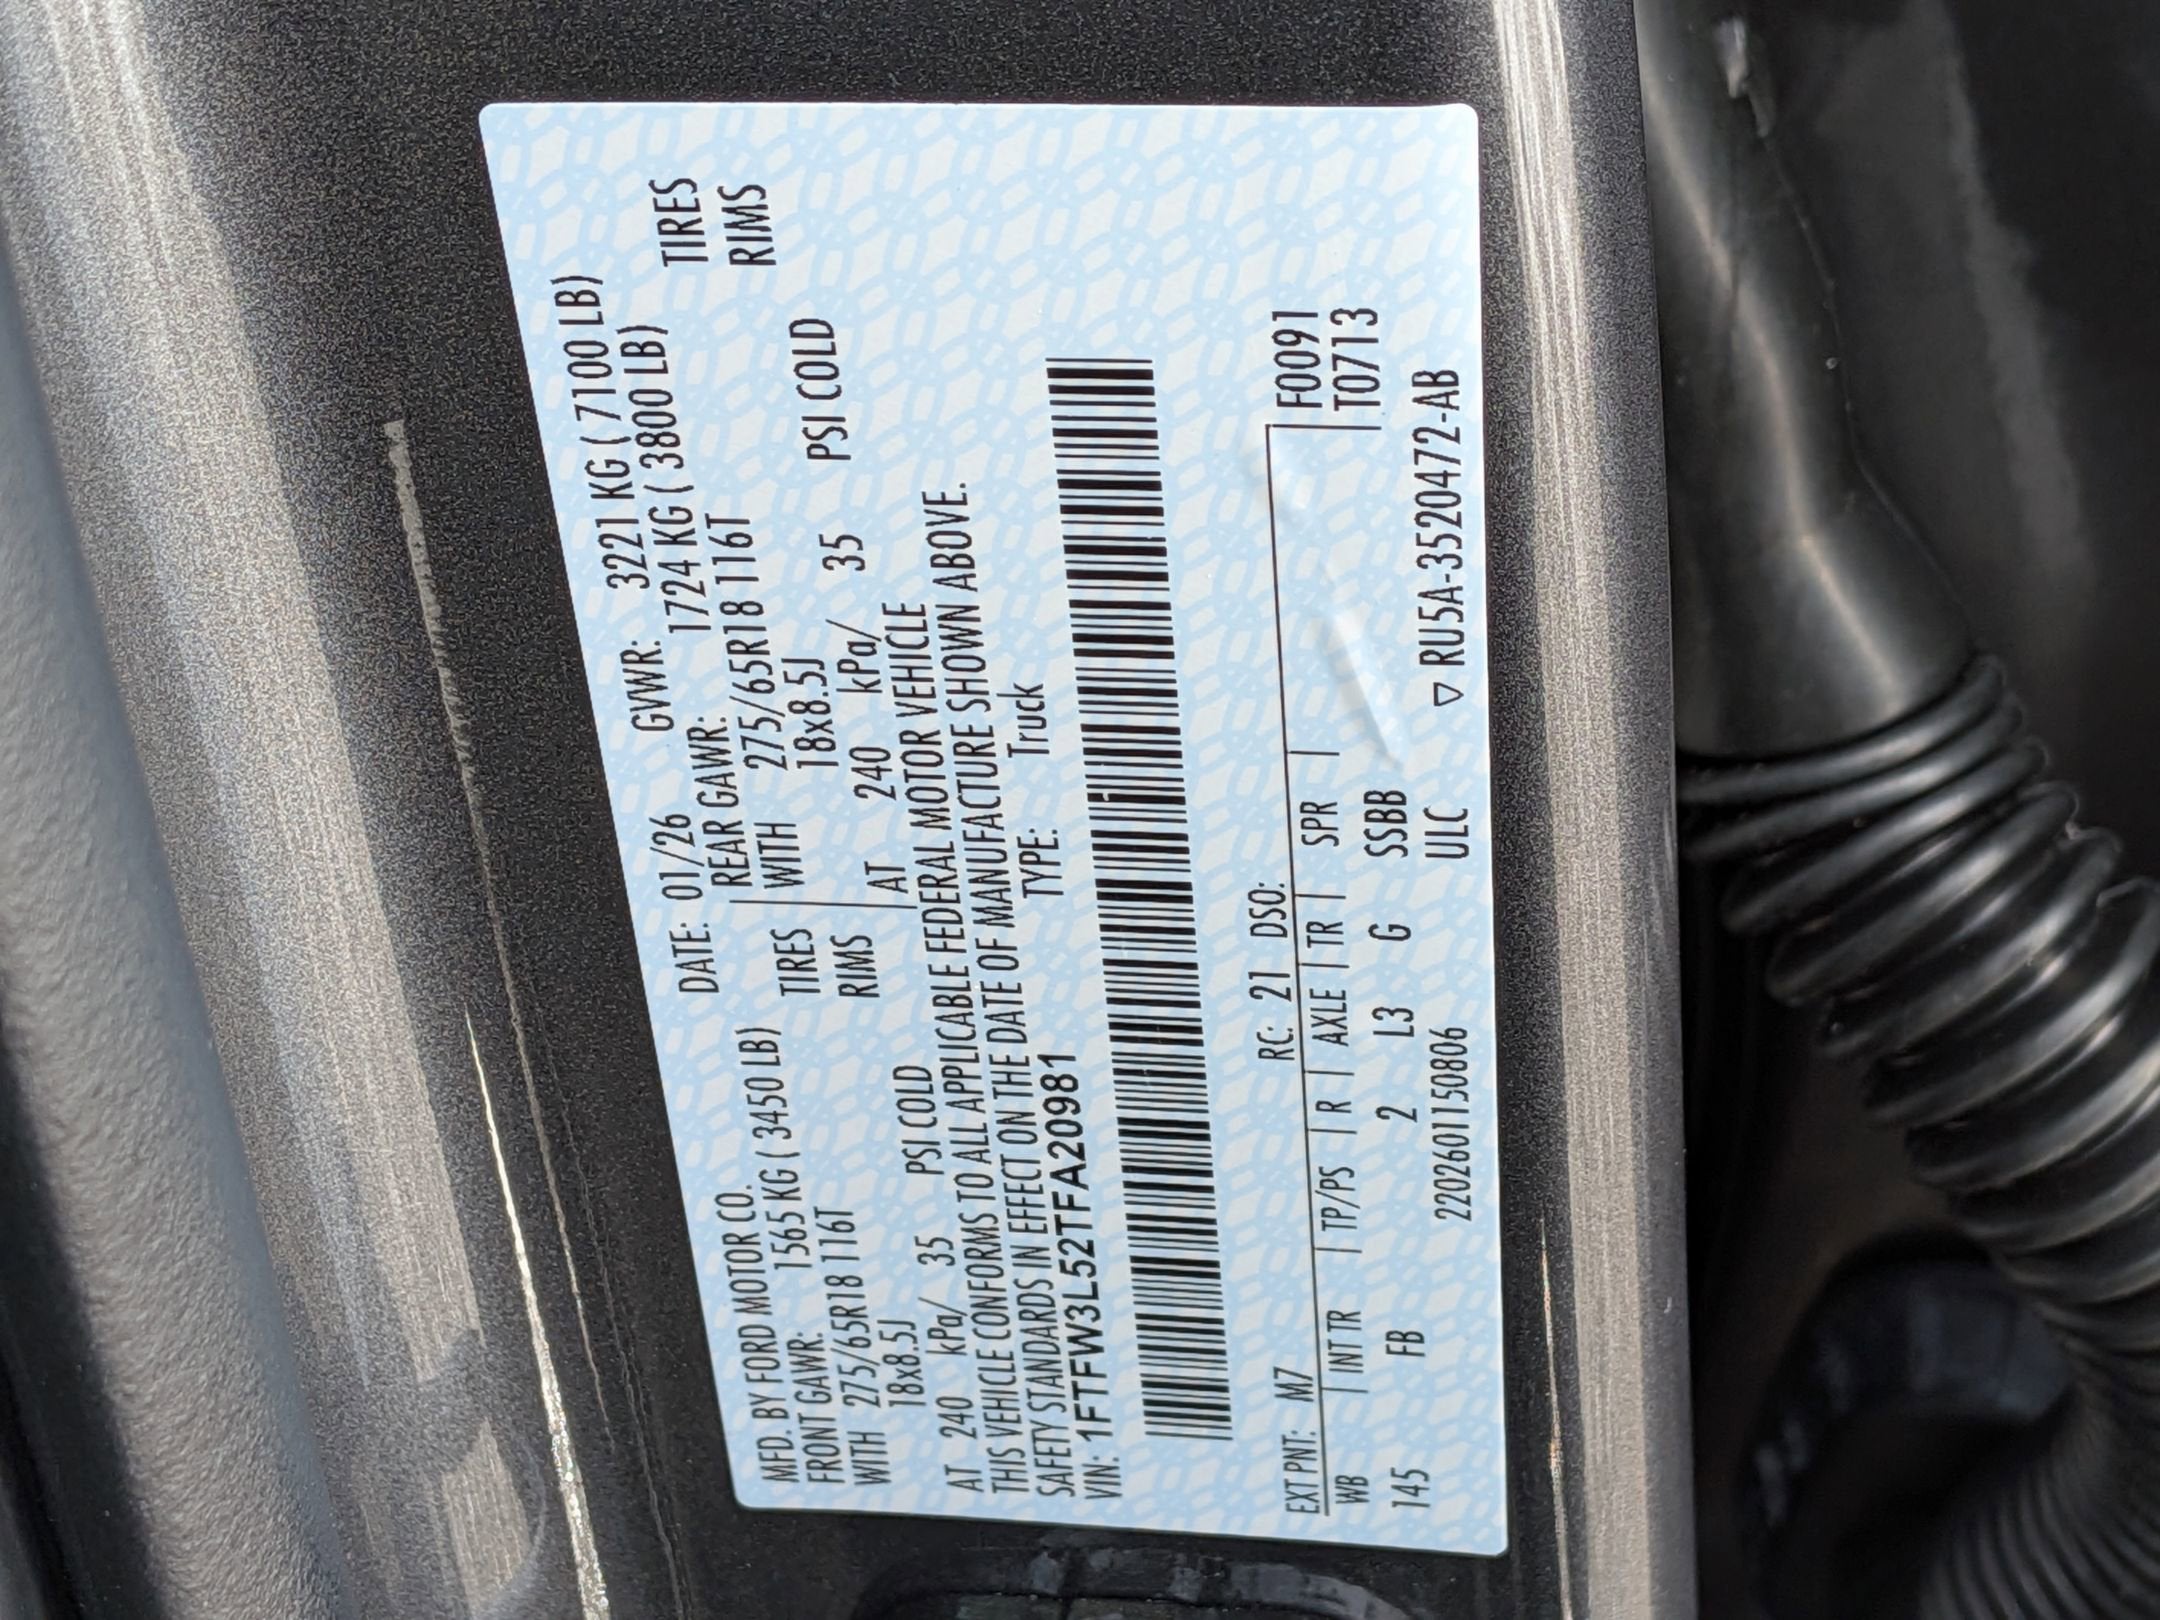 MFD. BY FORD MOTOR CO. DATE: 01/26 GVWR: 3221 KG ( 7100 LB)
FRONT GAWR: 1565 KG ( 3450 LB) REAR GAWR: 1724 KG ( 3800 LB)
WITH 275/65R18 116T TIRES WITH 275/65R18 116T TIRES
18x8.5J RIMS 18x8.5J RIMS
AT 240 kPa/ 35 PSI COLD AT 240 kPa/ 35 PSI COLD
THIS VEHICLE CONFORMS TO ALL APPLICABLE FEDERAL MOTOR VEHICLE
SAFETY STANDARDS IN EFFECT ON THE DATE OF MANUFACTURE SHOWN ABOVE.
VIN: 1FTFW3L52TFA20981 TYPE: Truck
EXT PNT: M7 RC: 21 DSO: F0091
WB | INT TR | TP/PS | R | AXLE | TR | SPR | T0713
145 FB 2 L3 G SSBB
2202601150806 ULC ▽ RU5A-3520472-AB